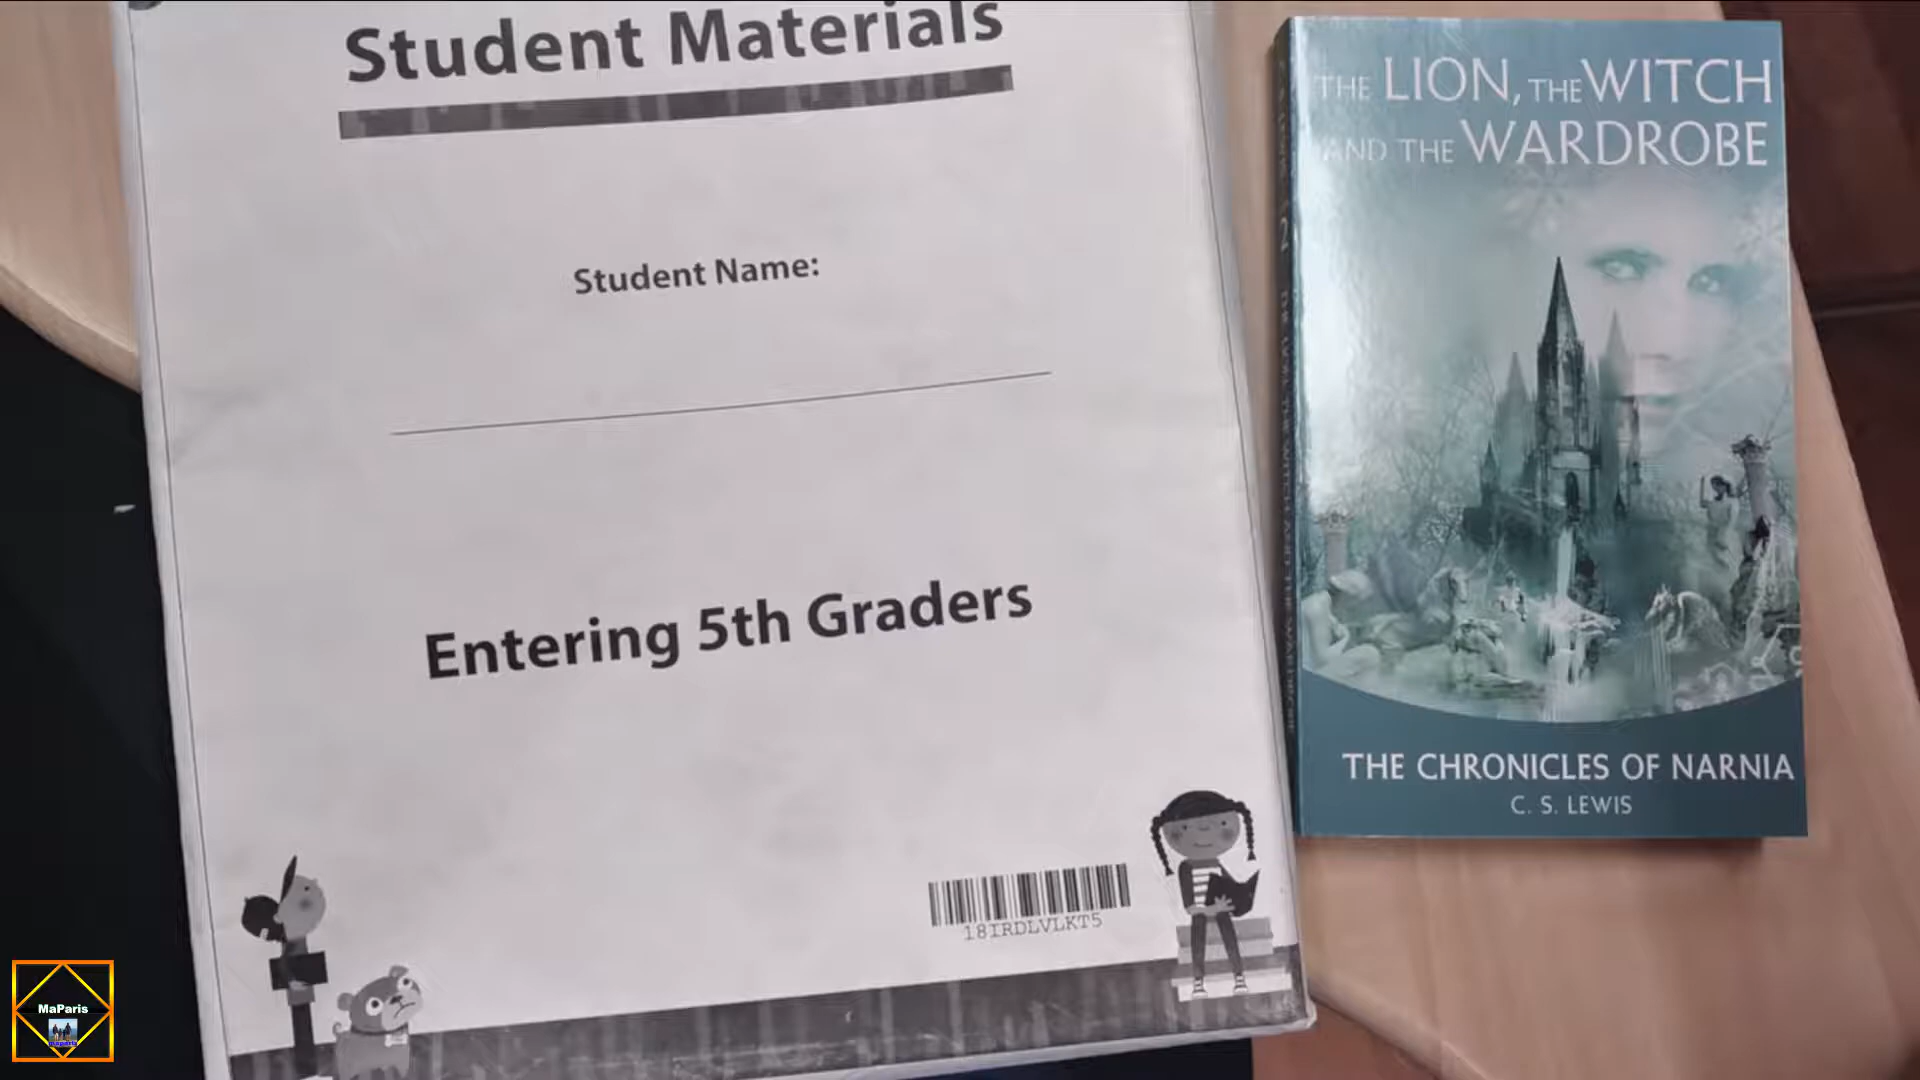 Student Materials
Student Name:
Entering 5th Graders
18IRDLVLKT5
THE LION, THE WITCH
AND THE WARDROBE
THE CHRONICLES OF NARNIA
C. S. LEWIS
MaParis